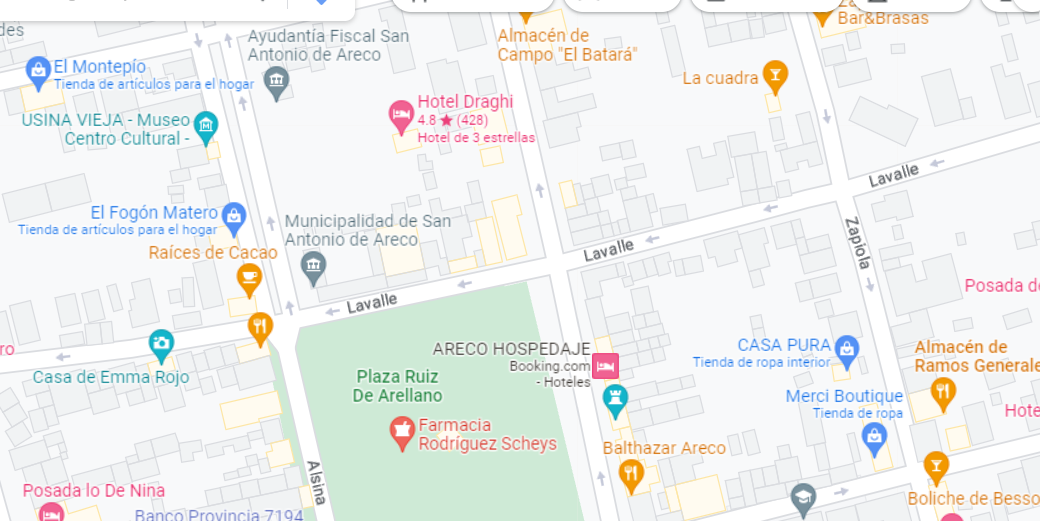 des
Ayudantía Fiscal San
Antonio de Areco
Almacén de
Campo "El Batará"
Bar&Brasas
El Montepío
Tienda de artículos para el hogar
La cuadra
Hotel Draghi
4.8 ★ (428)
Hotel de 3 estrellas
USINA VIEJA - Museo
Centro Cultural -
Lavalle
El Fogón Matero
Tienda de artículos para el hogar
Municipalidad de San
Antonio de Areco
Raíces de Cacao
Lavalle
Zapiola
Lavalle
Posada de
ro
ARECO HOSPEDAJE
Booking.com
- Hoteles
CASA PURA
Tienda de ropa interior
Almacén de
Ramos Generale
Casa de Emma Rojo
Plaza Ruiz
De Arellano
Merci Boutique
Tienda de ropa
Hote
Farmacia
Rodríguez Scheys
Balthazar Areco
Alsina
Posada lo De Nina
Boliche de Besso
Banco Provincia 7194